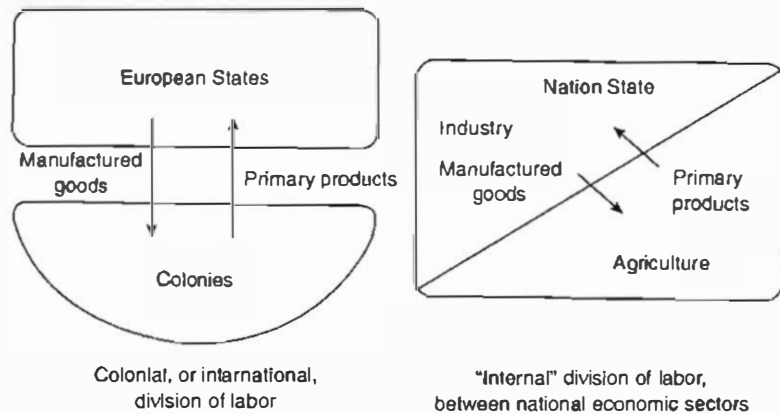 European States
Manufactured
goods
Primary products
Colonies
Colonial, or international,
division of labor
Nation State
Industry
Manufactured
goods
Primary
products
Agriculture
"Internal" division of labor,
between national economic sectors